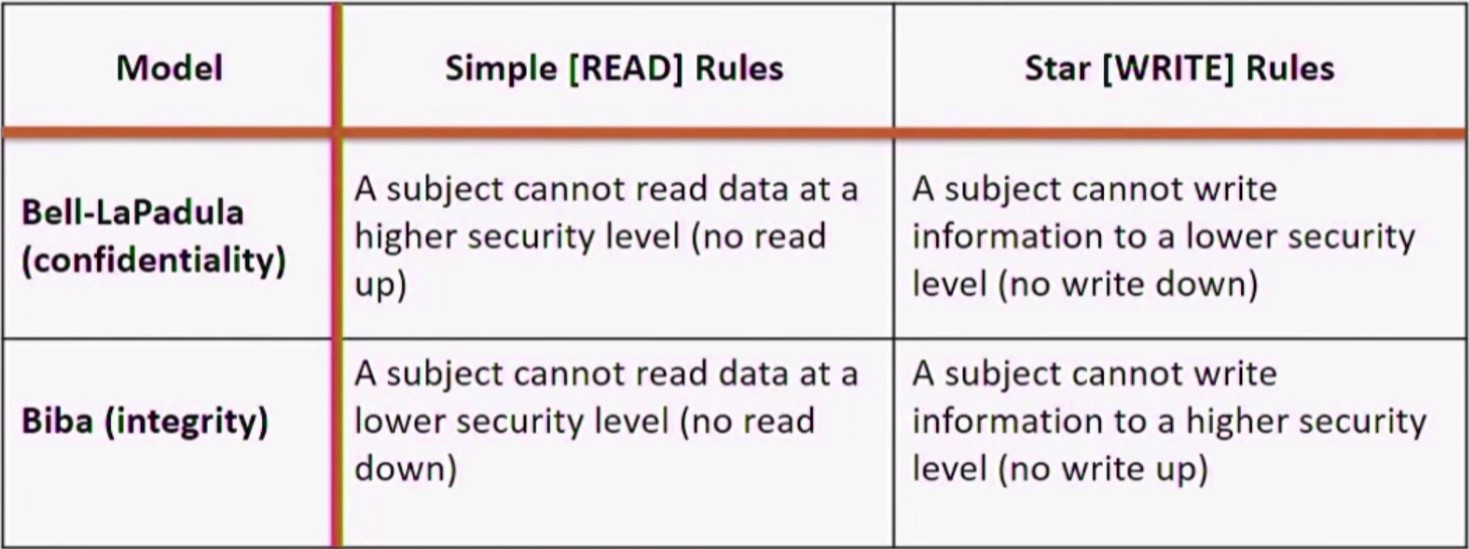 Model
Simple [READ] Rules
Star [WRITE] Rules
Bell-LaPadula
(confidentiality)
A subject cannot read data at a
higher security level (no read
up)
A subject cannot write
information to a lower security
level (no write down)
Biba (integrity)
A subject cannot read data at a
lower security level (no read
down)
A subject cannot write
information to a higher security
level (no write up)